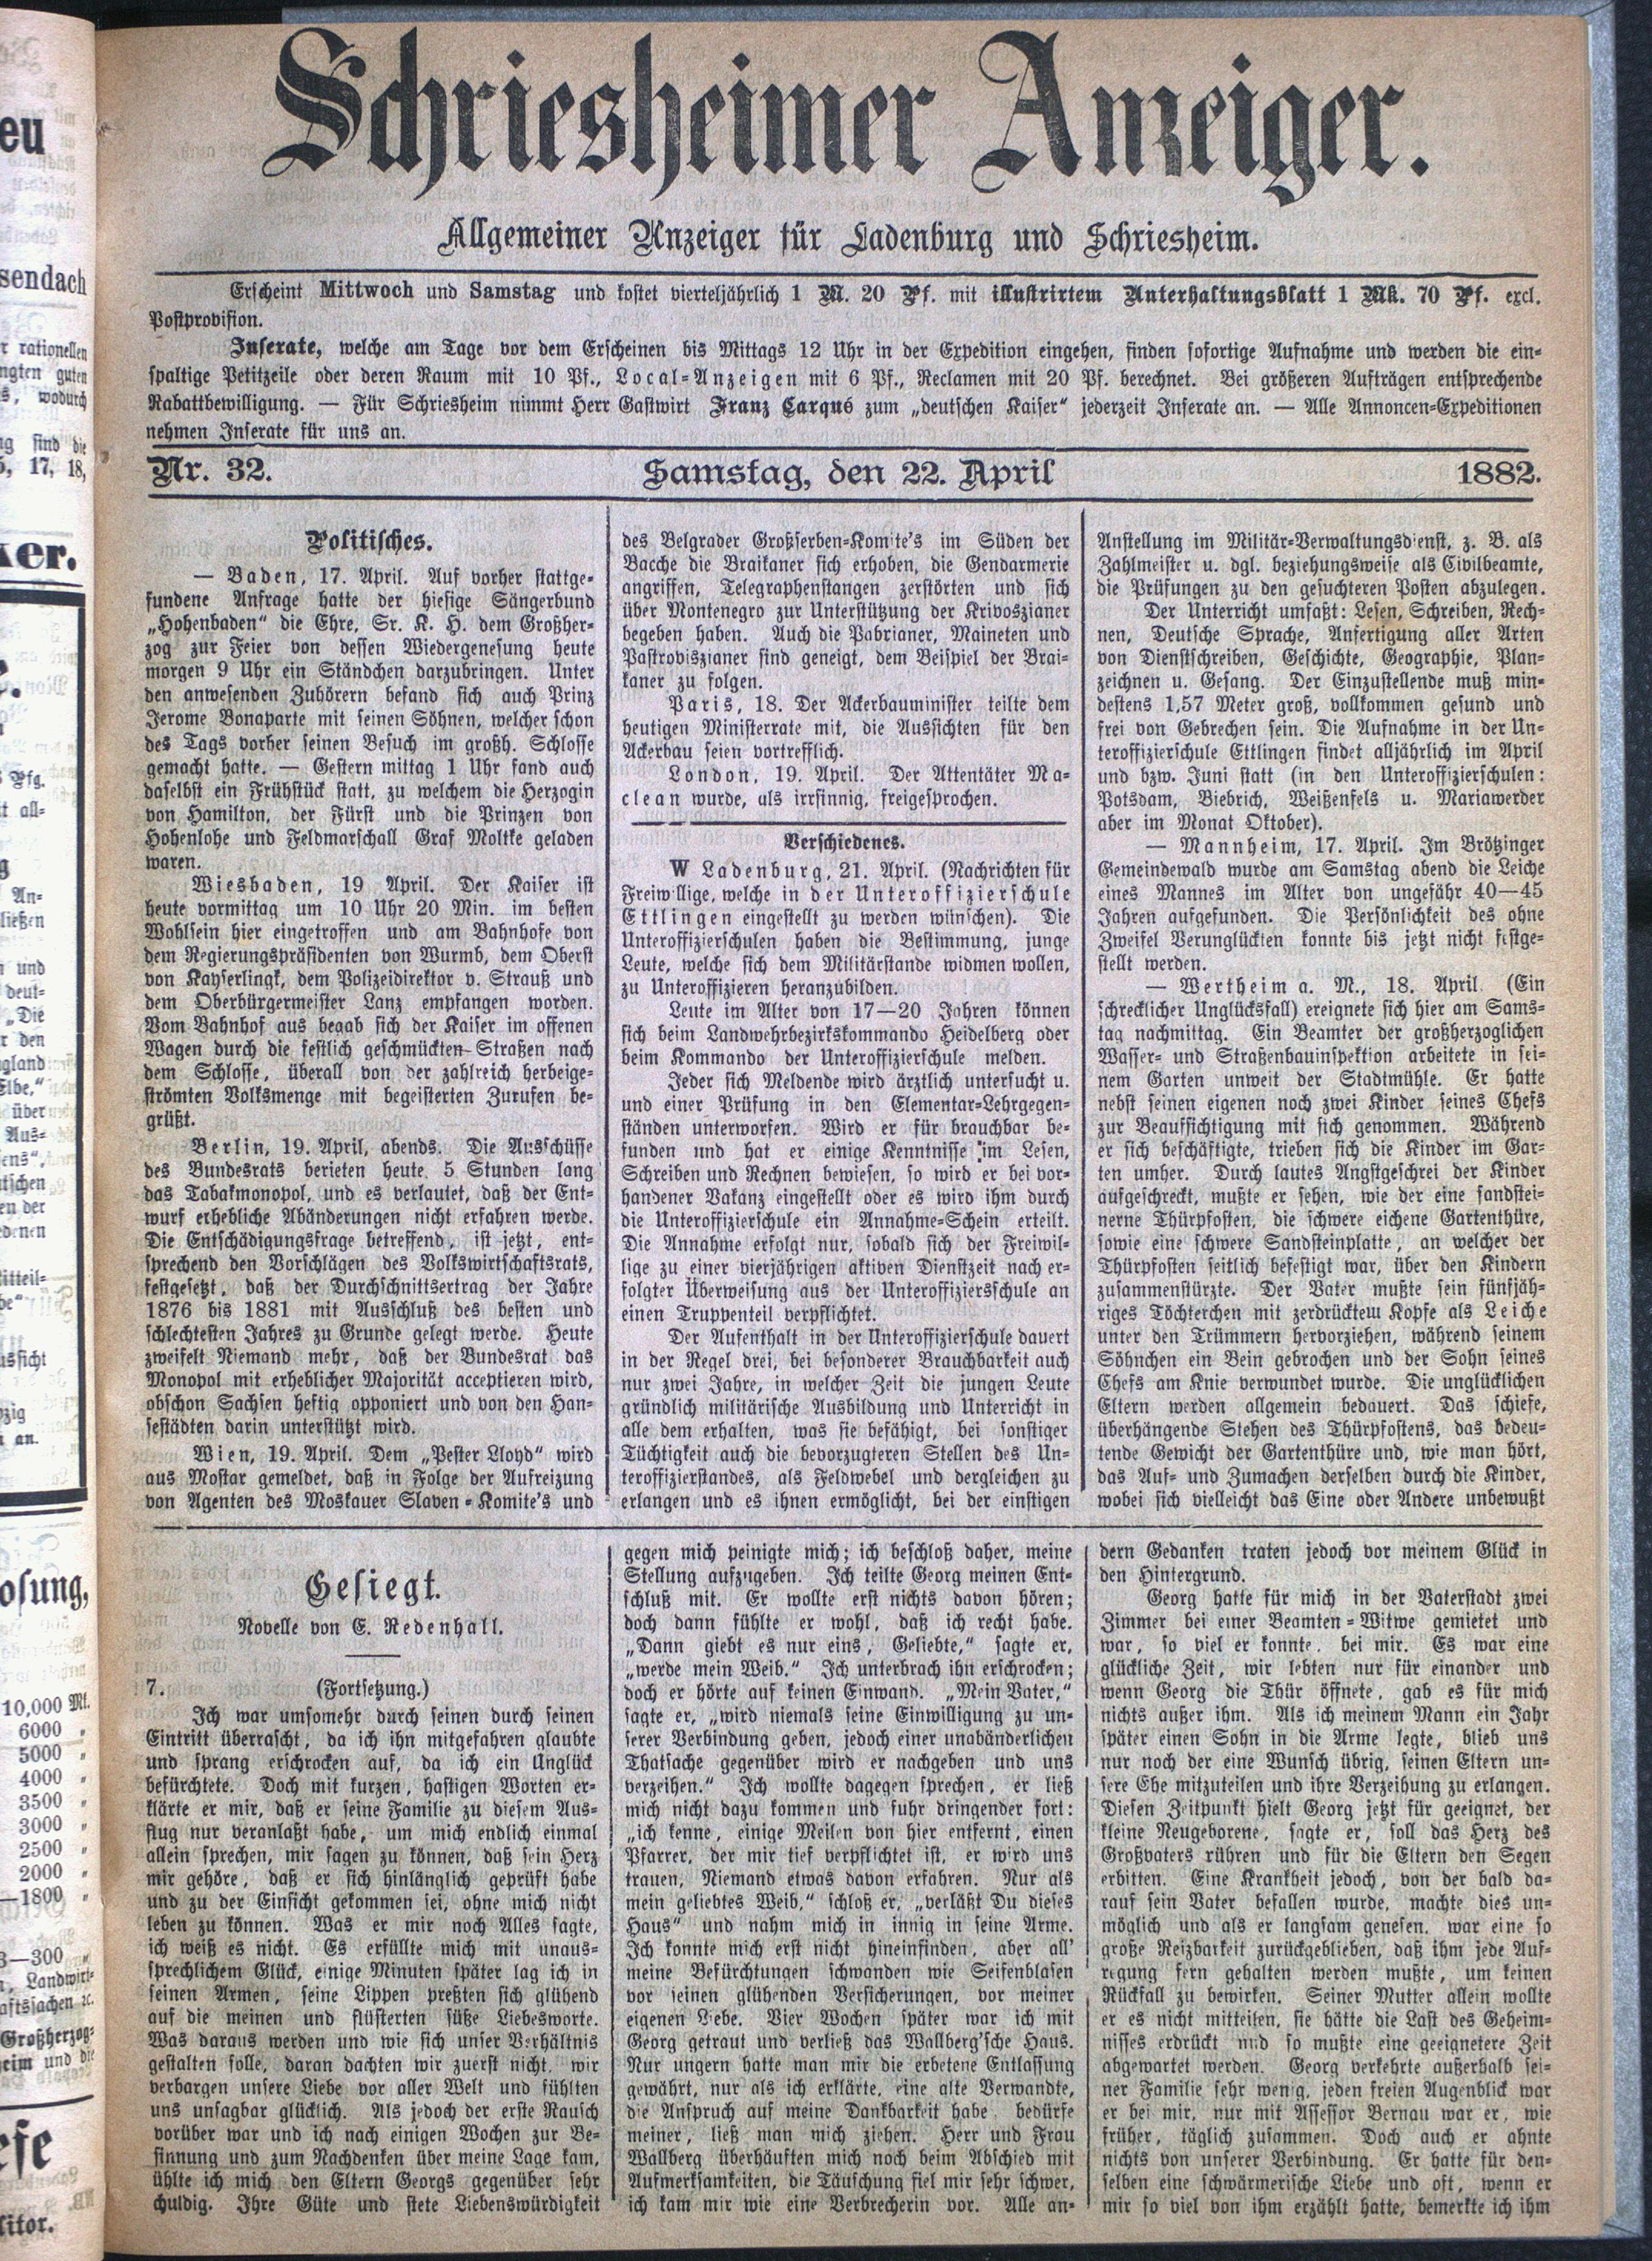 Schriesheimer Anzeiger.
Allgemeiner Anzeiger für Ladenburg und Schriesheim.
Erscheint Mittwoch und Samstag und kostet vierteljährlich 1 M. 20 Pf. mit illustrirtem Unterhaltungsblatt 1 Mk. 70 Pf. excl.
Postprovision.
Inserate, welche am Tage vor dem Erscheinen bis Mittags 12 Uhr in der Expedition eingehen, finden sofortige Aufnahme und werden die ein-
spaltige Petitzeile oder deren Raum mit 10 Pf., Local-Anzeigen mit 6 Pf., Reclamen mit 20 Pf. berechnet. Bei größeren Aufträgen entsprechende
Rabattbewilligung. — Für Schriesheim nimmt Herr Gastwirt Franz Carqué zum „deutschen Kaiser“ jederzeit Inserate an. — Alle Annoncen-Expeditionen
nehmen Inserate für uns an.
Nr. 32. Samstag, den 22. April 1882.
Politisches.
— Baden, 17. April. Auf vorher stattge-
fundene Anfrage hatte der hiesige Sängerbund
„Hohenbaden“ die Ehre, Sr. K. H. dem Großher-
zog zur Feier von dessen Wiedergenesung heute
morgen 9 Uhr ein Ständchen darzubringen. Unter
den anwesenden Zuhörern befand sich auch Prinz
Jerome Bonaparte mit seinen Söhnen, welcher schon
des Tags vorher seinen Besuch im großh. Schlosse
gemacht hatte. — Gestern mittag 1 Uhr fand auch
daselbst ein Frühstück statt, zu welchem die Herzogin
von Hamilton, der Fürst und die Prinzen von
Hohenlohe und Feldmarschall Graf Moltke geladen
waren.
Wiesbaden, 19 April. Der Kaiser ist
heute vormittag um 10 Uhr 20 Min. im besten
Wohlsein hier eingetroffen und am Bahnhofe von
dem Regierungspräsidenten von Wurmb, dem Oberst
von Kayserlingk, dem Polizeidirektor v. Strauß und
dem Oberbürgermeister Lanz empfangen worden.
Vom Bahnhof aus begab sich der Kaiser im offenen
Wagen durch die festlich geschmückten Straßen nach
dem Schlosse, überall von der zahlreich herbeige-
strömten Volksmenge mit begeisterten Zurufen be-
grüßt.
Berlin, 19. April, abends. Die Ausschüsse
des Bundesrats berieten heute 5 Stunden lang
das Tabakmonopol, und es verlautet, daß der Ent-
wurf erhebliche Abänderungen nicht erfahren werde.
Die Entschädigungsfrage betreffend, ist jetzt, ent-
sprechend den Vorschlägen des Volkswirtschaftsrats,
festgesetzt, daß der Durchschnittsertrag der Jahre
1876 bis 1881 mit Ausschluß des besten und
schlechtesten Jahres zu Grunde gelegt werde. Heute
zweifelt Niemand mehr, daß der Bundesrat das
Monopol mit erheblicher Majorität acceptieren wird,
obschon Sachsen heftig opponiert und von den Han-
sestädten darin unterstützt wird.
Wien, 19. April. Dem „Pester Lloyd“ wird
aus Mostar gemeldet, daß in Folge der Aufreizung
von Agenten des Moskauer Slaven-Komite's und
des Belgrader Großserben-Komite's im Süden der
Bacche die Braikaner sich erhoben, die Gendarmerie
angriffen, Telegraphenstangen zerstörten und sich
über Montenegro zur Unterstützung der Krivoszianer
begeben haben. Auch die Pabrianer, Maineten und
Pastroviszianer sind geneigt, dem Beispiel der Brai-
kaner zu folgen.
Paris, 18. Der Ackerbauminister teilte dem
heutigen Ministerrate mit, die Aussichten für den
Ackerbau seien vortrefflich.
London, 19. April. Der Attentäter Ma-
clean wurde, als irrsinnig, freigesprochen.
Verschiedenes.
W Ladenburg, 21. April. (Nachrichten für
Freiwillige, welche in der Unteroffizierschule
Ettlingen eingestellt zu werden wünschen). Die
Unteroffizierschulen haben die Bestimmung, junge
Leute, welche sich dem Militärstande widmen wollen,
zu Unteroffizieren heranzubilden.
Leute im Alter von 17—20 Jahren können
sich beim Landwehrbezirkskommando Heidelberg oder
beim Kommando der Unteroffizierschule melden.
Jeder sich Meldende wird ärztlich untersucht u.
und einer Prüfung in den Elementar-Lehrgegen-
ständen unterworfen. Wird er für brauchbar be-
funden und hat er einige Kenntnisse im Lesen,
Schreiben und Rechnen bewiesen, so wird er bei vor-
handener Vakanz eingestellt oder es wird ihm durch
die Unteroffizierschule ein Annahme-Schein erteilt.
Die Annahme erfolgt nur, sobald sich der Freiwil-
lige zu einer vierjährigen aktiven Dienstzeit nach er-
folgter Überweisung aus der Unteroffiziersschule an
einen Truppenteil verpflichtet.
Der Aufenthalt in der Unteroffizierschule dauert
in der Regel drei, bei besonderer Brauchbarkeit auch
nur zwei Jahre, in welcher Zeit die jungen Leute
gründlich militärische Ausbildung und Unterricht in
alle dem erhalten, was sie befähigt, bei sonstiger
Tüchtigkeit auch die bevorzugteren Stellen des Un-
teroffizierstandes, als Feldwebel und dergleichen zu
erlangen und es ihnen ermöglicht, bei der einstigen
Anstellung im Militär-Verwaltungsdienst, z. B. als
Zahlmeister u. dgl. beziehungsweise als Civilbeamte,
die Prüfungen zu den gesuchteren Posten abzulegen.
Der Unterricht umfaßt: Lesen, Schreiben, Rech-
nen, Deutsche Sprache, Anfertigung aller Arten
von Dienstschreiben, Geschichte, Geographie, Plan-
zeichnen u. Gesang. Der Einzustellende muß min-
destens 1,57 Meter groß, vollkommen gesund und
frei von Gebrechen sein. Die Aufnahme in der Un-
teroffizierschule Ettlingen findet alljährlich im April
und bzw. Juni statt (in den Unteroffizierschulen:
Potsdam, Biebrich, Weißenfels u. Mariawerder
aber im Monat Oktober).
— Mannheim, 17. April. Im Brötzinger
Gemeindewald wurde am Samstag abend die Leiche
eines Mannes im Alter von ungefähr 40—45
Jahren aufgefunden. Die Persönlichkeit des ohne
Zweifel Verunglückten konnte bis jetzt nicht festge-
stellt werden.
— Wertheim a. M., 18. April. (Ein
schrecklicher Unglücksfall) ereignete sich hier am Sams-
tag nachmittag. Ein Beamter der großherzoglichen
Wasser- und Straßenbauinspektion arbeitete in sei-
nem Garten unweit der Stadtmühle. Er hatte
nebst seinen eigenen noch zwei Kinder seines Chefs
zur Beaufsichtigung mit sich genommen. Während
er sich beschäftigte, trieben sich die Kinder im Gar-
ten umher. Durch lautes Angstgeschrei der Kinder
aufgeschreckt, mußte er sehen, wie der eine sandstei-
nerne Thürpfosten, die schwere eichene Gartenthüre,
sowie eine schwere Sandsteinplatte, an welcher der
Thürpfosten seitlich befestigt war, über den Kindern
zusammenstürzte. Der Vater mußte sein fünfjäh-
riges Töchterchen mit zerdrücktem Kopfe als Leiche
unter den Trümmern hervorziehen, während seinem
Söhnchen ein Bein gebrochen und der Sohn seines
Chefs am Knie verwundet wurde. Die unglücklichen
Eltern werden allgemein bedauert. Das schiefe,
überhängende Stehen des Thürpfostens, das bedeu-
tende Gewicht der Gartenthüre und, wie man hört,
das Auf- und Zumachen derselben durch die Kinder,
wobei sich vielleicht das Eine oder Andere unbewußt
Gesiegt.
Novelle von E. Redenhall.
7. (Fortsetzung.)
Ich war umsomehr durch seinen durch seinen
Eintritt überrascht, da ich ihn mitgefahren glaubte
und sprang erschrocken auf, da ich ein Unglück
befürchtete. Doch mit kurzen, hastigen Worten er-
klärte er mir, daß er seine Familie zu diesem Aus-
flug nur veranlaßt habe, um mich endlich einmal
allein sprechen, mir sagen zu können, daß sein Herz
mir gehöre, daß er sich hinlänglich geprüft habe
und zu der Einsicht gekommen sei, ohne mich nicht
leben zu können. Was er mir noch Alles sagte,
ich weiß es nicht. Es erfüllte mich mit unaus-
sprechlichem Glück, einige Minuten später lag ich in
seinen Armen, seine Lippen preßten sich glühend
auf die meinen und flüsterten süße Liebesworte.
Was daraus werden und wie sich unser Verhältnis
gestalten solle, daran dachten wir zuerst nicht, wir
verbargen unsere Liebe vor aller Welt und fühlten
uns unsagbar glücklich. Als jedoch der erste Rausch
vorüber war und ich nach einigen Wochen zur Be-
sinnung und zum Nachdenken über meine Lage kam,
ühlte ich mich den Eltern Georgs gegenüber sehr
chuldig. Ihre Güte und stete Liebenswürdigkeit
gegen mich peinigte mich; ich beschloß daher, meine
Stellung aufzugeben. Ich teilte Georg meinen Ent-
schluß mit. Er wollte erst nichts davon hören;
doch dann fühlte er wohl, daß ich recht habe.
„Dann giebt es nur eins, Geliebte,“ sagte er,
„werde mein Weib.“ Ich unterbrach ihn erschrocken;
doch er hörte auf keinen Einwand. „Mein Vater,“
sagte er, „wird niemals seine Einwilligung zu un-
serer Verbindung geben, jedoch einer unabänderlichen
Thatsache gegenüber wird er nachgeben und uns
verzeihen.“ Ich wollte dagegen sprechen, er ließ
mich nicht dazu kommen und fuhr dringender fort:
„ich kenne, einige Meilen von hier entfernt, einen
Pfarrer, der mir tief verpflichtet ist, er wird uns
trauen, Niemand etwas davon erfahren. Nur als
mein geliebtes Weib,“ schloß er, „verläßt Du dieses
Haus“ und nahm mich in innig in seine Arme.
Ich konnte mich erst nicht hineinfinden, aber all'
meine Befürchtungen schwanden wie Seifenblasen
vor seinen glühenden Versicherungen, vor meiner
eigenen Liebe. Vier Wochen später war ich mit
Georg getraut und verließ das Wallberg'sche Haus.
Nur ungern hatte man mir die erbetene Entlassung
gewährt, nur als ich erklärte, eine alte Verwandte,
die Anspruch auf meine Dankbarkeit habe, bedürfe
meiner, ließ man mich ziehen. Herr und Frau
Wallberg überhäuften mich noch beim Abschied mit
Aufmerksamkeiten, die Täuschung fiel mir sehr schwer,
ich kam mir wie eine Verbrecherin vor. Alle an-
dern Gedanken traten jedoch vor meinem Glück in
den Hintergrund.
Georg hatte für mich in der Vaterstadt zwei
Zimmer bei einer Beamten-Witwe gemietet und
war, so viel er konnte, bei mir. Es war eine
glückliche Zeit, wir lebten nur für einander und
wenn Georg die Thür öffnete, gab es für mich
nichts außer ihm. Als ich meinem Mann ein Jahr
später einen Sohn in die Arme legte, blieb uns
nur noch der eine Wunsch übrig, seinen Eltern un-
sere Ehe mitzuteilen und ihre Verzeihung zu erlangen.
Diesen Zeitpunkt hielt Georg jetzt für geeignet, der
kleine Neugeborene, sagte er, soll das Herz des
Großvaters rühren und für die Eltern den Segen
erbitten. Eine Krankheit jedoch, von der bald da-
rauf sein Vater befallen wurde, machte dies un-
möglich und als er langsam genesen, war eine so
große Reizbarkeit zurückgeblieben, daß ihm jede Auf-
regung fern gehalten werden mußte, um keinen
Rückfall zu bewirken. Seiner Mutter allein wollte
er es nicht mitteilen, sie hätte die Last des Geheim-
nisses erdrückt und so mußte eine geeignetere Zeit
abgewartet werden. Georg verkehrte außerhalb sei-
ner Familie sehr wenig, jeden freien Augenblick war
er bei mir, nur mit Assessor Bernau war er, wie
früher, täglich zusammen. Doch auch er ahnte
nichts von unserer Verbindung. Er hatte für den-
selben eine schwärmerische Liebe und oft, wenn er
mir so viel von ihm erzählt hatte, bemerkte ich ihm